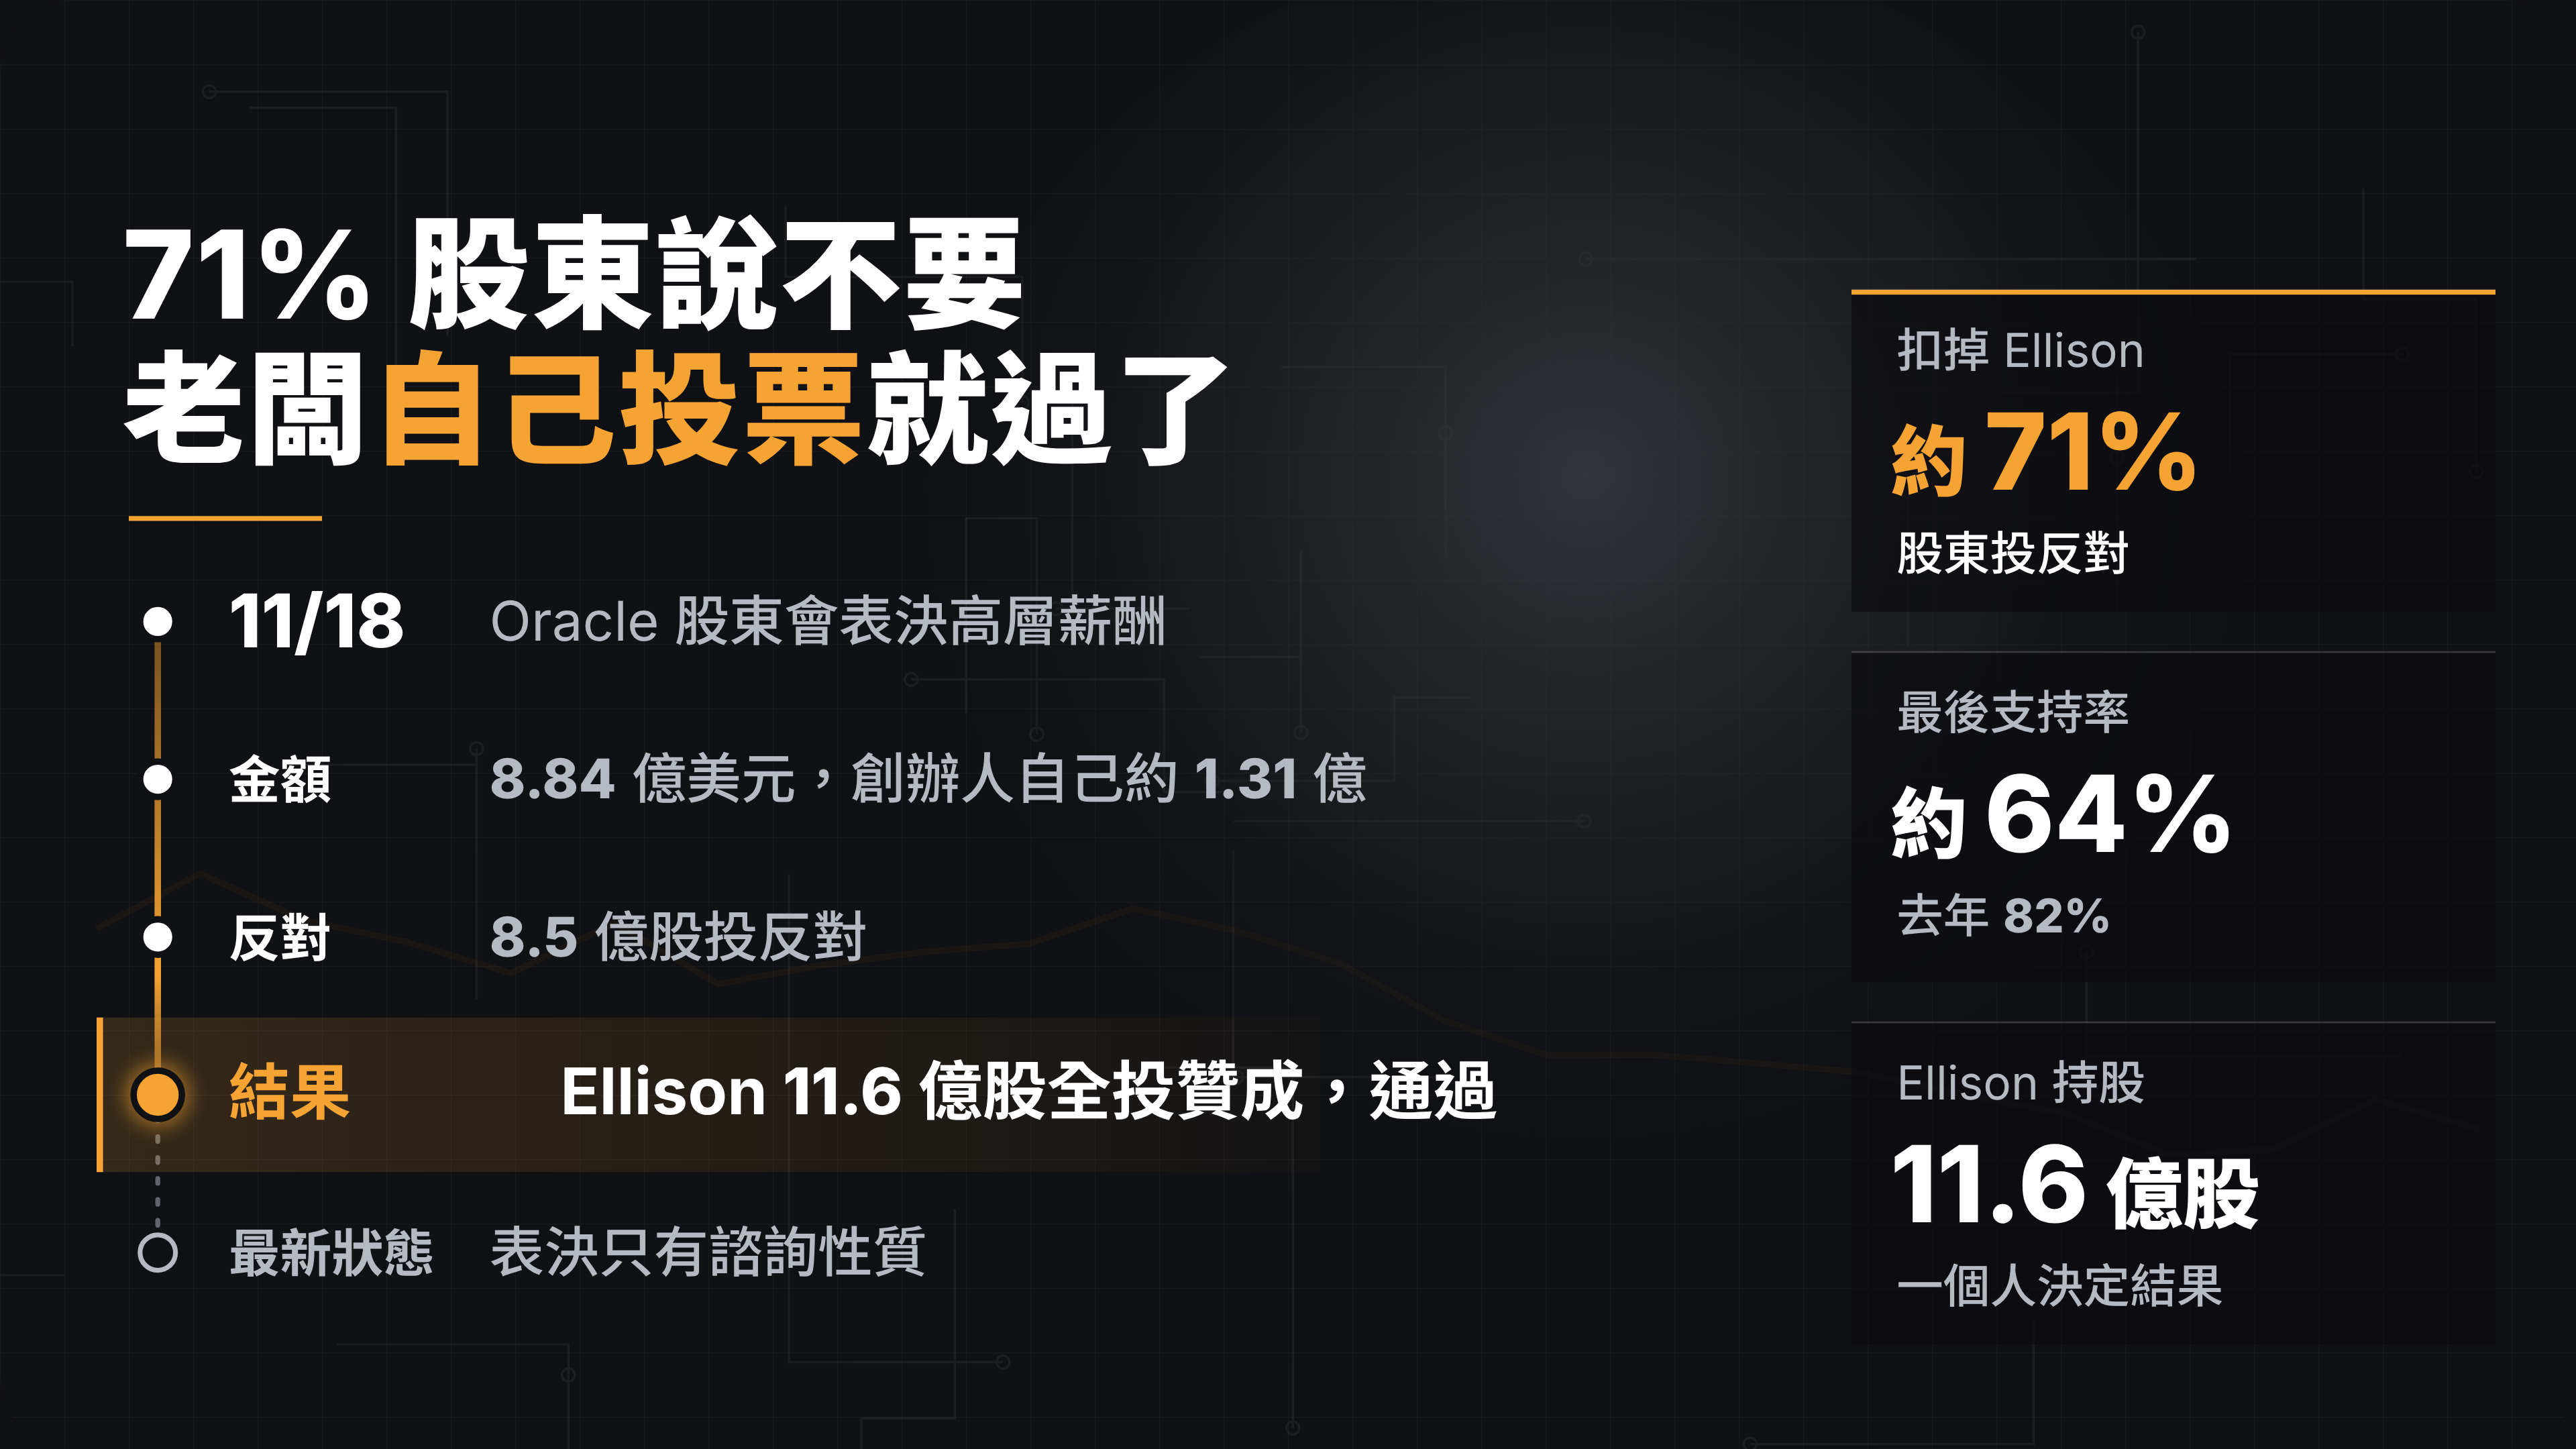 71% 股東說不要
老闆自己投票就過了
11/18 Oracle 股東會表決高層薪酬
金額 8.84 億美元，創辦人自己約 1.31 億
反對 8.5 億股投反對
結果 Ellison 11.6 億股全投贊成，通過
最新狀態 表決只有諮詢性質
扣掉 Ellison
約 71%
股東投反對
最後支持率
約 64%
去年 82%
Ellison 持股
11.6 億股
一個人決定結果